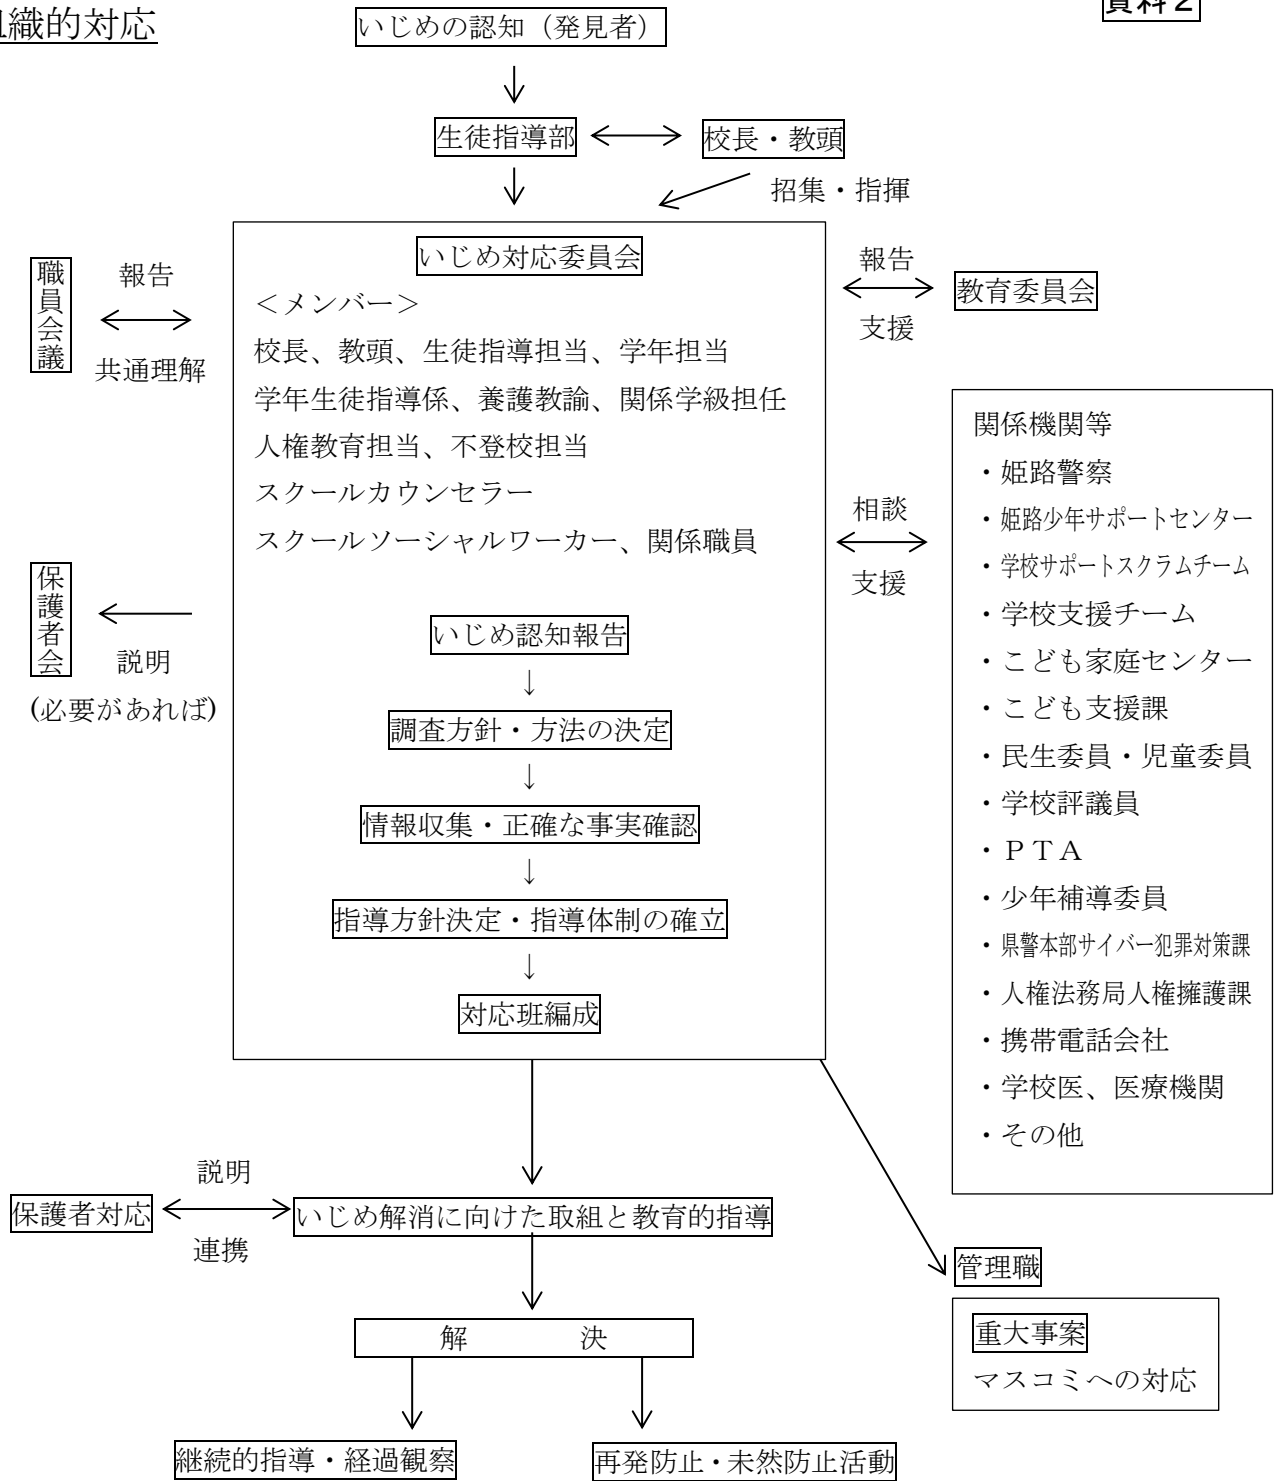 織的対応
資料２
いじめの認知（発見者）
生徒指導部
校長・教頭
招集・指揮
いじめ対応委員会
＜メンバー＞
校長、教頭、生徒指導担当、学年担当
学年生徒指導係、養護教諭、関係学級担任
人権教育担当、不登校担当
スクールカウンセラー
スクールソーシャルワーカー、関係職員
職員会議
報告
共通理解
報告
支援
教育委員会
相談
支援
関係機関等
・姫路警察
・姫路少年サポートセンター
・学校サポートスクラムチーム
・学校支援チーム
・こども家庭センター
・こども支援課
・民生委員・児童委員
・学校評議員
・ＰＴＡ
・少年補導委員
・県警本部サイバー犯罪対策課
・人権法務局人権擁護課
・携帯電話会社
・学校医、医療機関
・その他
保護者会
説明
(必要があれば)
いじめ認知報告
↓
調査方針・方法の決定
↓
情報収集・正確な事実確認
↓
指導方針決定・指導体制の確立
↓
対応班編成
保護者対応
説明
連携
いじめ解消に向けた取組と教育的指導
管理職
重大事案
マスコミへの対応
解　　　　決
継続的指導・経過観察
再発防止・未然防止活動